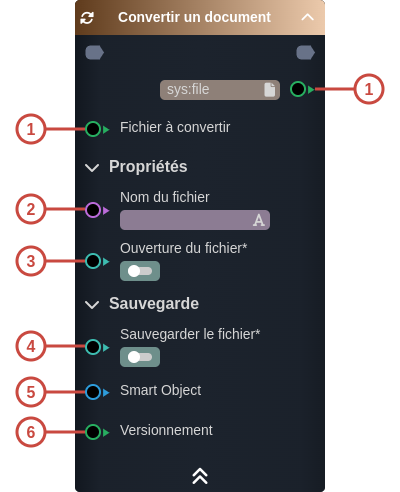 Convertir un document
sys:file
1
1 Fichier à convertir
Propriétés
Nom du fichier
2
A
Ouverture du fichier*
3
Sauvegarde
Sauvegarder le fichier*
4
5 Smart Object
6 Versionnement